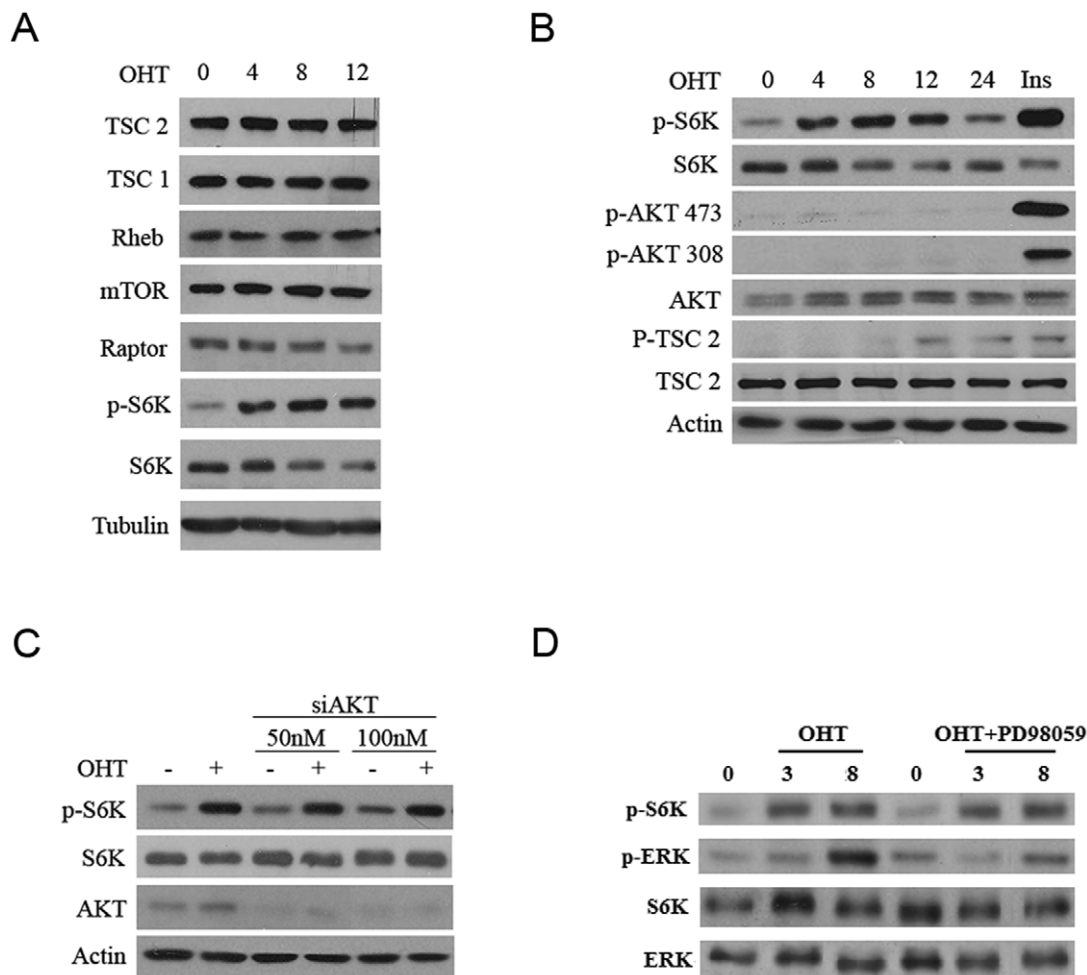 A
OHT 0 4 8 12
TSC 2
TSC 1
Rheb
mTOR
Raptor
p-S6K
S6K
Tubulin
B
OHT 0 4 8 12 24 Ins
p-S6K
S6K
p-AKT 473
p-AKT 308
AKT
P-TSC 2
TSC 2
Actin
C
siAKT
50nM 100nM
OHT - + - + - +
p-S6K
S6K
AKT
Actin
D
OHT OHT+PD98059
0 3 8 0 3 8
p-S6K
p-ERK
S6K
ERK